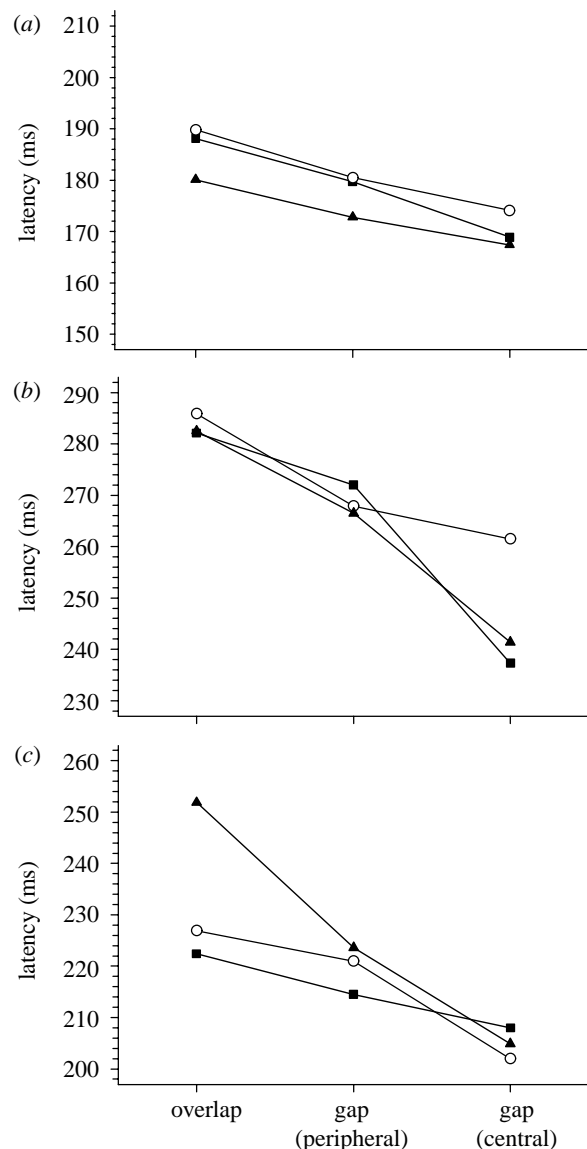 (a)
210
200
190
180
170
160
150
latency (ms)
(b)
290
280
270
260
250
240
230
latency (ms)
(c)
260
250
240
230
220
210
200
latency (ms)
overlap
gap
(peripheral)
gap
(central)